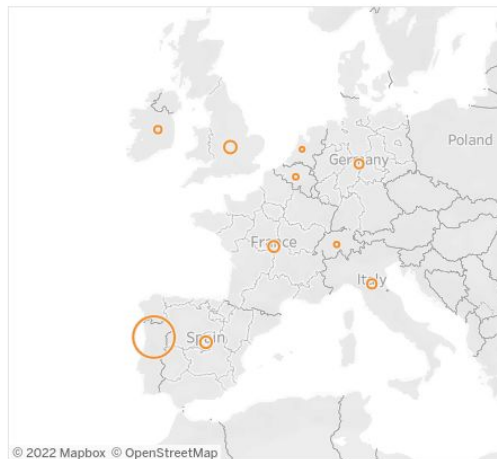 Poland
Germany
France
Italy
Spain
© 2022 Mapbox © OpenStreetMap